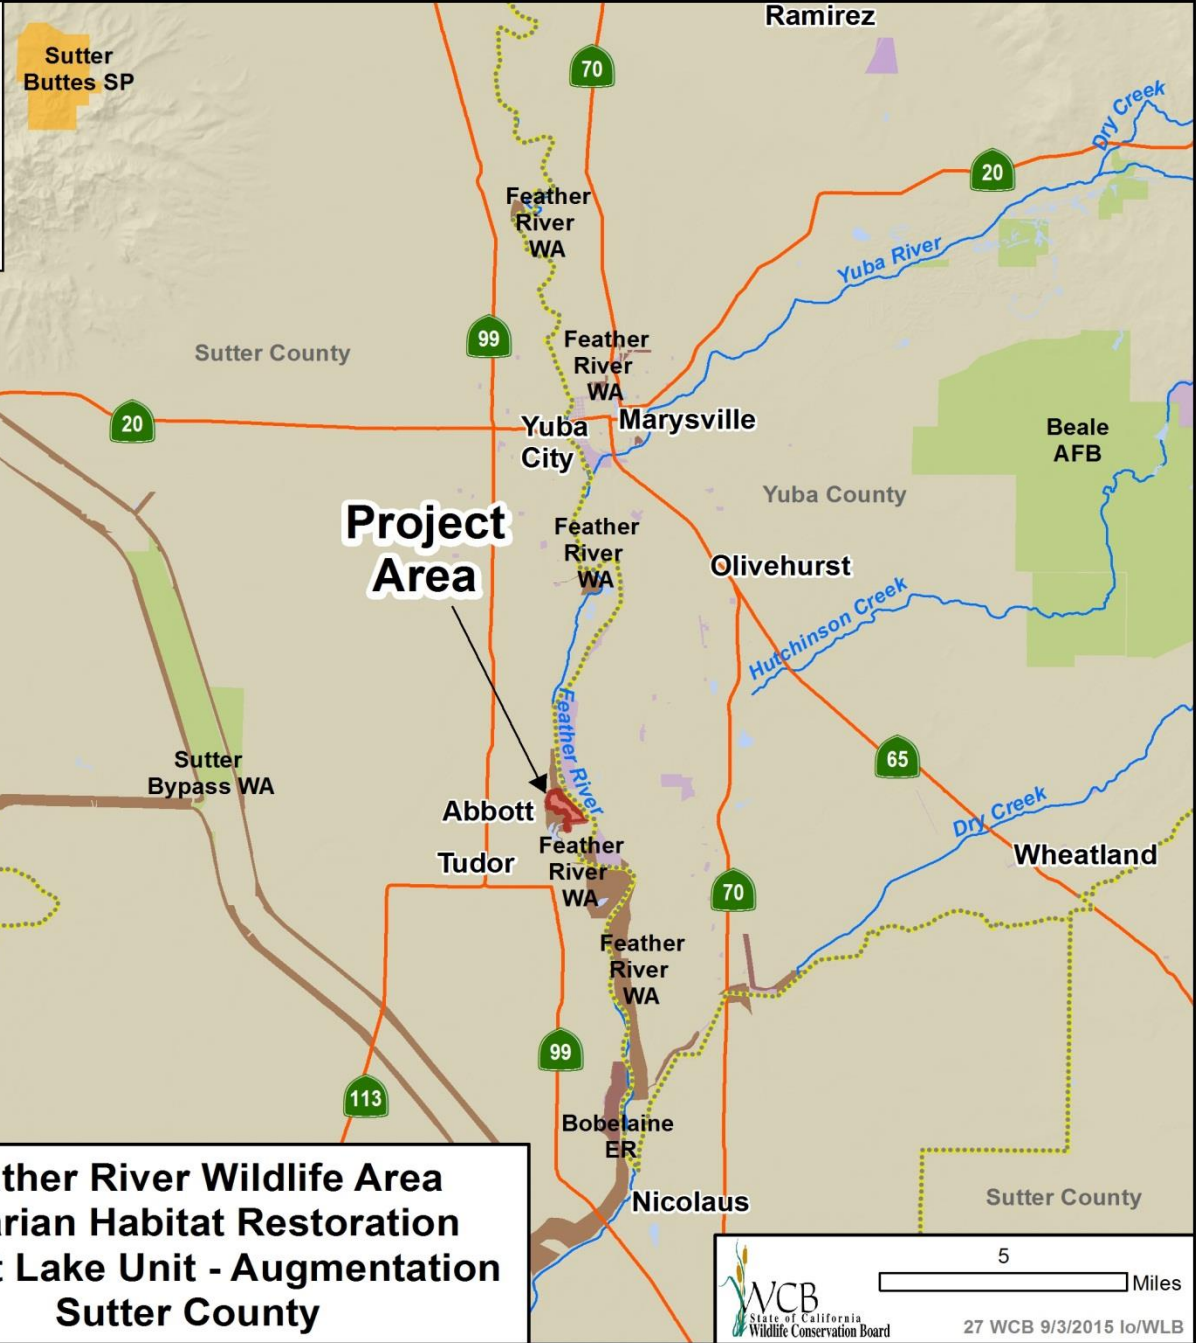 Ramirez
Sutter
Buttes SP
70
Dry Creek
20
Feather
River
WA
Yuba River
99
Sutter County
Feather
River
WA
20
Yuba
City
Marysville
Beale
AFB
Yuba County
Project
Area
Feather
River
WA
Olivehurst
Hutchinson Creek
Feather River
Sutter
Bypass WA
65
Abbott
Dry Creek
Tudor
Feather
River
WA
Wheatland
70
Feather
River
WA
99
113
Bobelaine
ER
Nicolaus
Sutter County
ther River Wildlife Area
arian Habitat Restoration
t Lake Unit - Augmentation
Sutter County
WCB
State of California
Wildlife Conservation Board
5
Miles
27 WCB 9/3/2015 lo/WLB